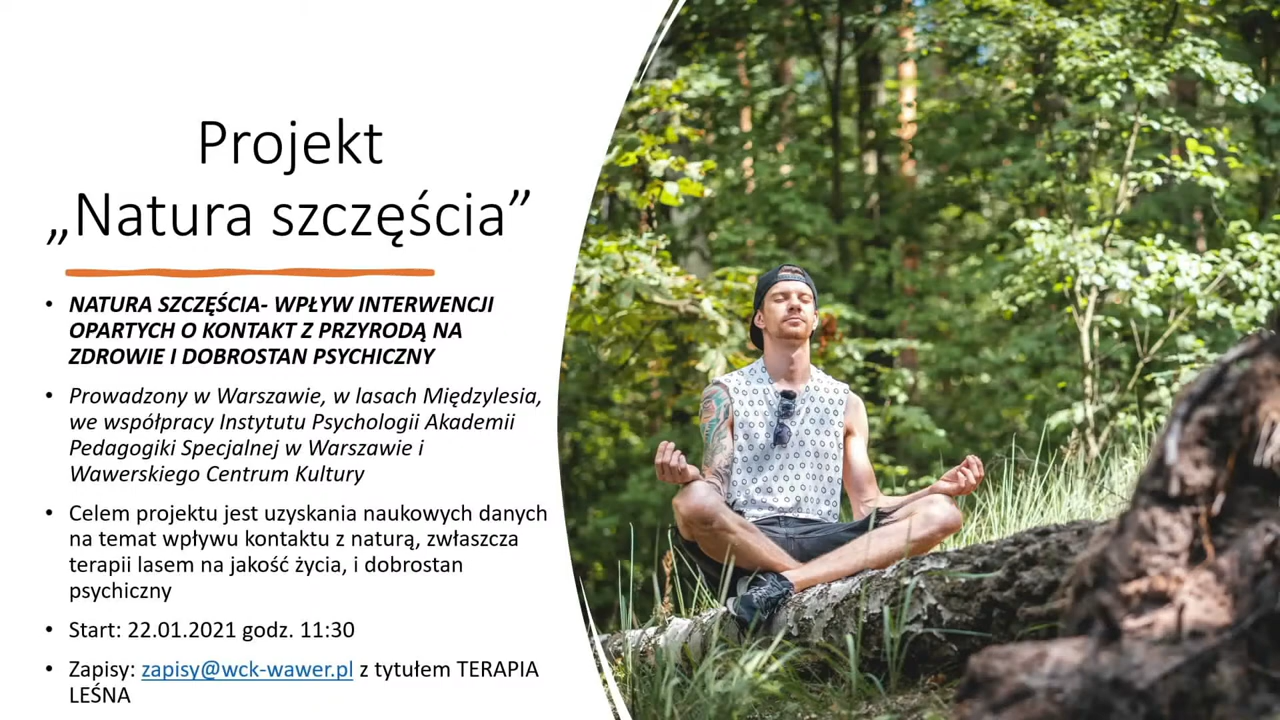 Projekt
„Natura szczęścia”
• NATURA SZCZĘŚCIA- WPŁYW INTERWENCJI
OPARTYCH O KONTAKT Z PRZYRODĄ NA
ZDROWIE I DOBROSTAN PSYCHICZNY
• Prowadzony w Warszawie, w lasach Międzylesia,
we współpracy Instytutu Psychologii Akademii
Pedagogiki Specjalnej w Warszawie i
Wawerskiego Centrum Kultury
• Celem projektu jest uzyskania naukowych danych
na temat wpływu kontaktu z naturą, zwłaszcza
terapii lasem na jakość życia, i dobrostan
psychiczny
• Start: 22.01.2021 godz. 11:30
• Zapisy: zapisy@wck-wawer.pl z tytułem TERAPIA
LEŚNA